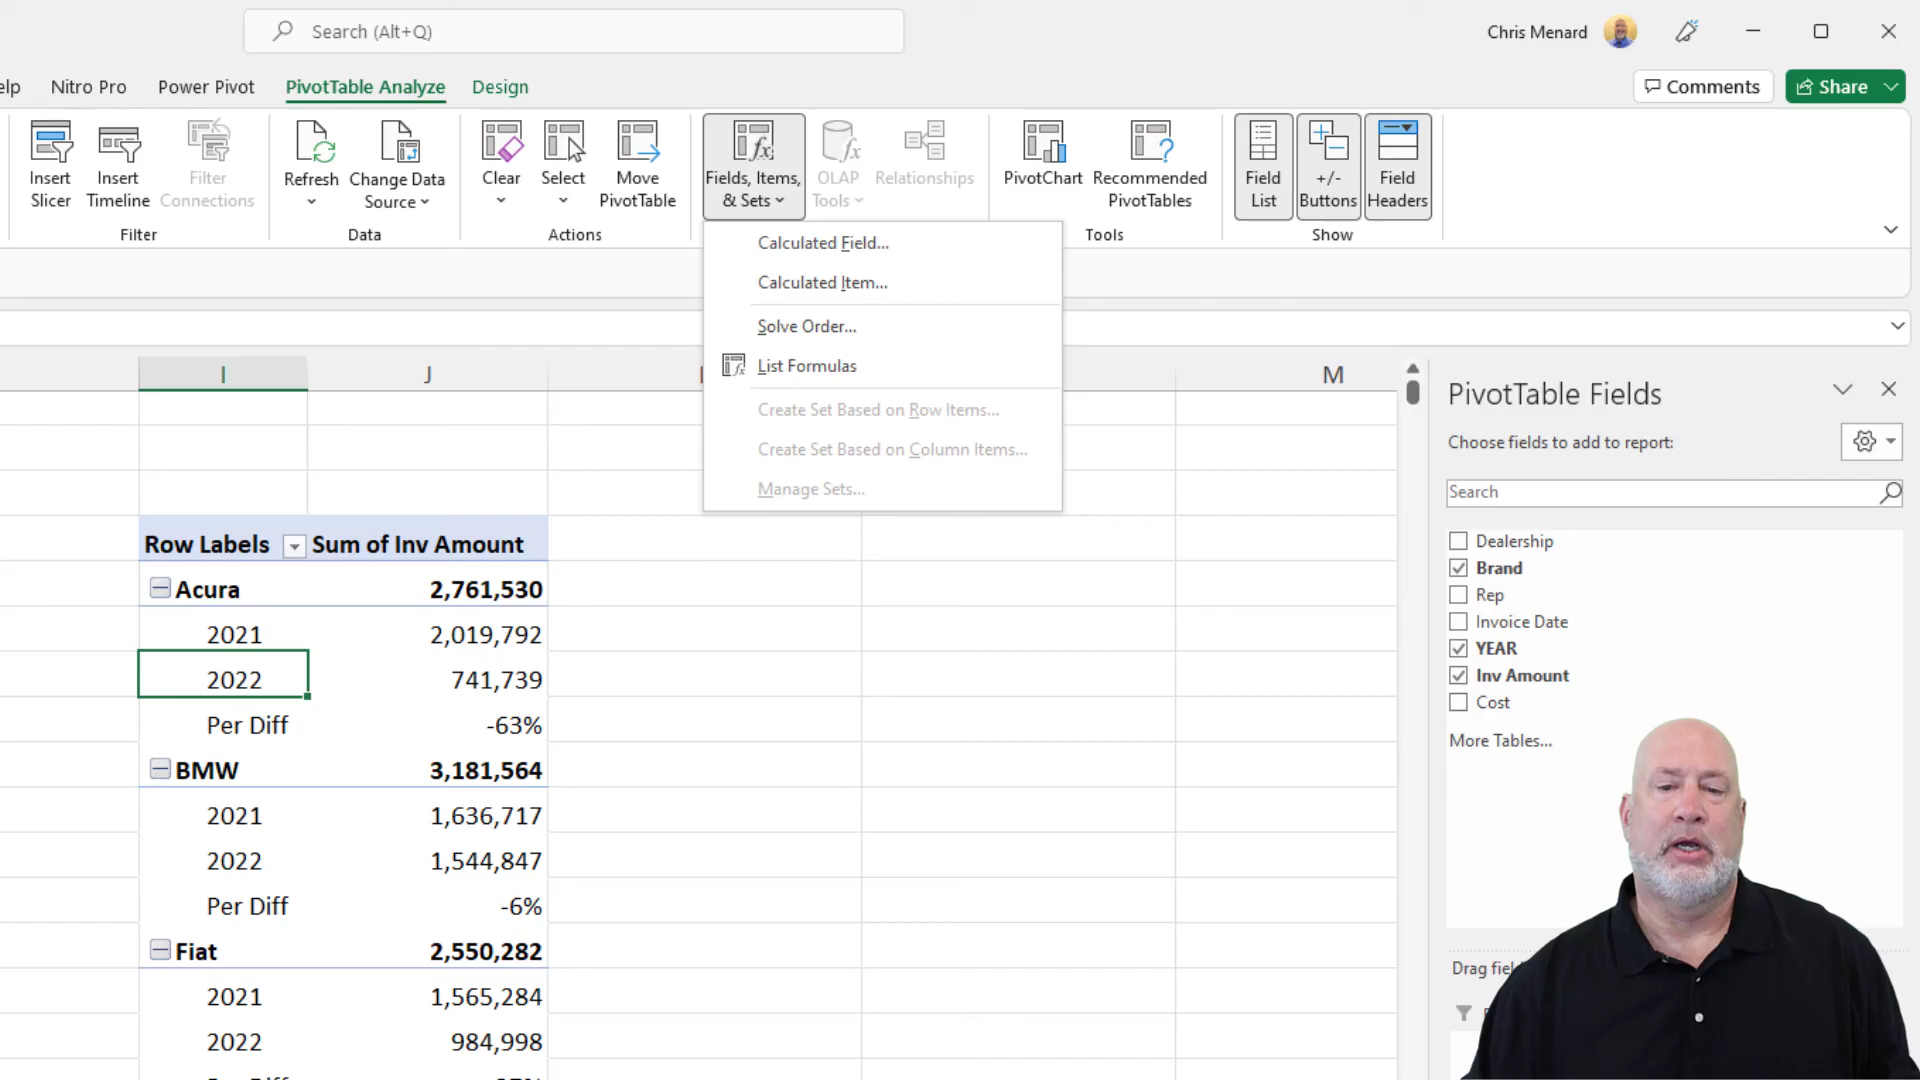 Search (Alt+Q)
Chris Menard
elp
Nitro Pro
Power Pivot
PivotTable Analyze
Design
Comments
Share
Insert
Slicer
Insert
Timeline
Filter
Connections
Filter
Refresh
Change Data
Source
Data
Clear
Select
Move
PivotTable
Actions
Fields, Items,
& Sets
OLAP
Tools
Relationships
PivotChart
Recommended
PivotTables
Tools
Field
List
+/-
Buttons
Field
Headers
Show
Calculated Field...
Calculated Item...
Solve Order...
List Formulas
Create Set Based on Row Items...
Create Set Based on Column Items...
Manage Sets...
I
J
M
Row Labels
Sum of Inv Amount
Acura 2,761,530
2021 2,019,792
2022 741,739
Per Diff -63%
BMW 3,181,564
2021 1,636,717
2022 1,544,847
Per Diff -6%
Fiat 2,550,282
2021 1,565,284
2022 984,998
PivotTable Fields
Choose fields to add to report:
Search
Dealership
Brand
Rep
Invoice Date
YEAR
Inv Amount
Cost
More Tables...
Drag fiel